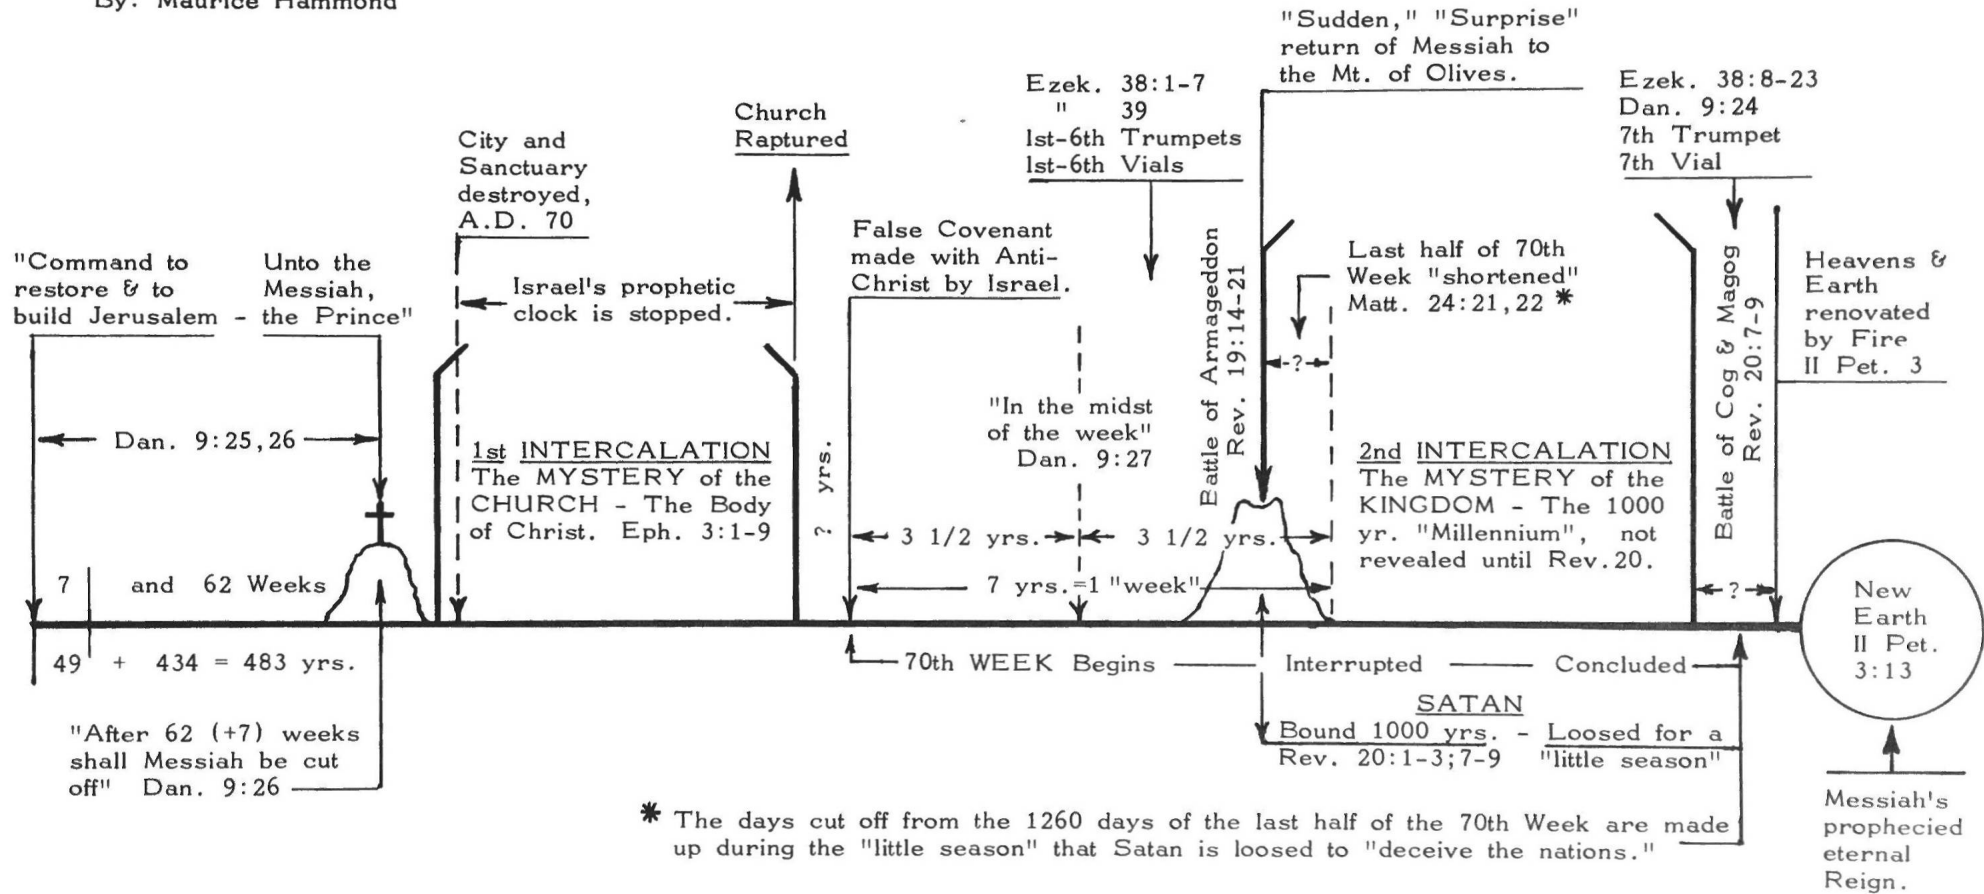 By: Maurice Hammond
"Command to
restore & to
build Jerusalem -
Unto the
Messiah,
the Prince"
Dan. 9:25,26
7 and 62 Weeks
49 + 434 = 483 yrs.
"After 62 (+7) weeks
shall Messiah be cut
off" Dan. 9:26
City and
Sanctuary
destroyed,
A.D. 70
Israel's prophetic
clock is stopped.
Church
Raptured
1st INTERCALATION
The MYSTERY of the
CHURCH - The Body
of Christ. Eph. 3:1-9
? yrs.
False Covenant
made with Anti-
Christ by Israel.
Ezek. 38:1-7
" 39
1st-6th Trumpets
1st-6th Vials
"In the midst
of the week"
Dan. 9:27
3 1/2 yrs.
3 1/2 yrs.
7 yrs.=1 "week"
Battle of Armageddon
Rev. 19:14-21
"Sudden," "Surprise"
return of Messiah to
the Mt. of Olives.
Last half of 70th
Week "shortened"
Matt. 24:21,22 *
-?-
2nd INTERCALATION
The MYSTERY of the
KINGDOM - The 1000
yr. "Millennium", not
revealed until Rev.20.
Ezek. 38:8-23
Dan. 9:24
7th Trumpet
7th Vial
Battle of Cog & Magog
Rev. 20:7-9
-?-
Heavens &
Earth
renovated
by Fire
II Pet. 3
New
Earth
II Pet.
3:13
70th WEEK Begins
Interrupted
Concluded
SATAN
Bound 1000 yrs. - Loosed for a
Rev. 20:1-3;7-9 "little season"
* The days cut off from the 1260 days of the last half of the 70th Week are made
up during the "little season" that Satan is loosed to "deceive the nations."
Messiah's
prophecied
eternal
Reign.